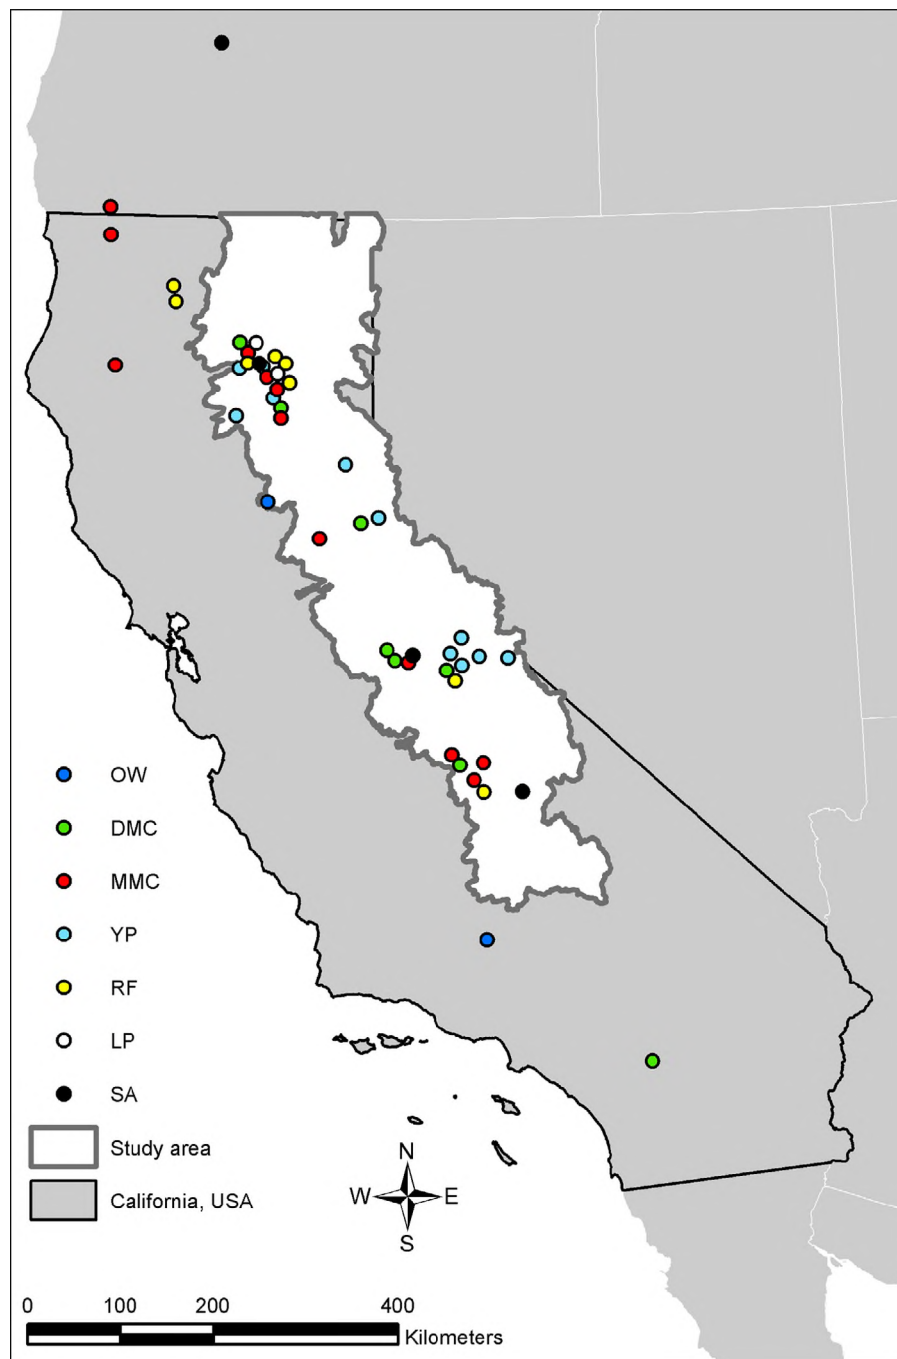 OW
DMC
MMC
YP
RF
LP
SA
Study area
California, USA
N
W E
S
0 100 200 400
Kilometers